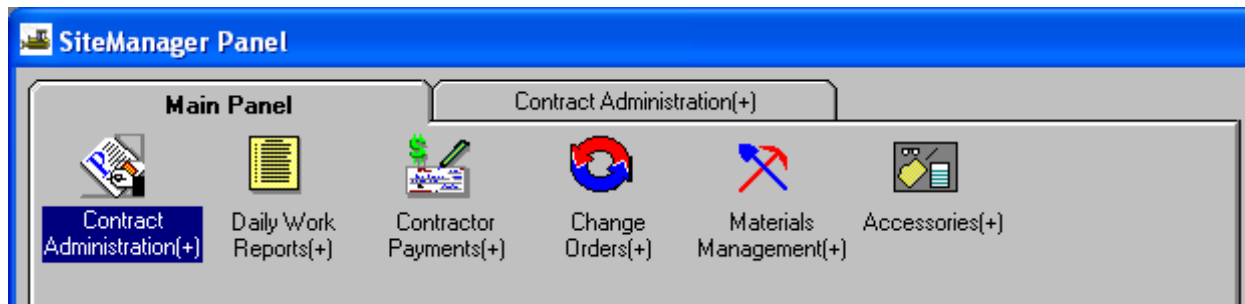 SiteManager Panel
Main Panel
Contract Administration(+)
Contract
Administration(+)
Daily Work
Reports(+)
Contractor
Payments(+)
Change
Orders(+)
Materials
Management(+)
Accessories(+)